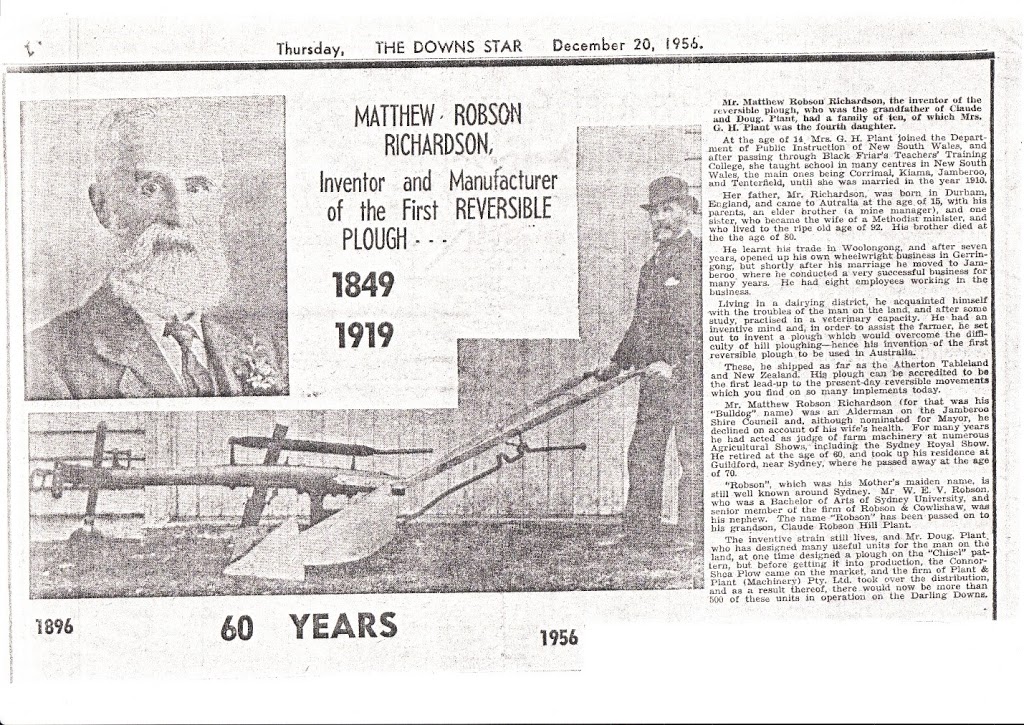 Thursday, THE DOWNS STAR December 20, 1956.
MATTHEW ROBSON
RICHARDSON,
Inventor and Manufacturer
of the First REVERSIBLE
PLOUGH - - -
1849
1919
1896
60 YEARS
1956
Mr. Matthew Robson Richardson, the inventor of the
reversible plough, who was the grandfather of Claude
and Doug. Plant, had a family of ten, of which Mrs.
G. H. Plant was the fourth daughter.
At the age of 14 Mrs. G. H. Plant joined the Depart-
ment of Public Instruction of New South Wales, and
after passing through Black Friar's Teachers' Training
College, she taught school in many centres in New South
Wales, the main ones being Corrimal, Kiama, Jamberoo,
and Tenterfield, until she was married in the year 1910.
Her father, Mr. Richardson, was born in Durham,
England, and came to Autralia at the age of 15, with his
parents, an elder brother (a mine manager), and one
sister, who became the wife of a Methodist minister, and
who lived to the ripe old age of 92. His brother died at
the the age of 80.
He learnt his trade in Woolongong, and after seven
years, opened up his own wheelwright business in Gerrin-
gong, but shortly after his marriage he moved to Jam-
beroo, where he conducted a very successful business for
many years. He had eight employees working in the
business.
Living in a dairying district, he acquainted himself
with the troubles of the man on the land, and after some
study, practised in a veterinary capacity. He had an
inventive mind and, in order to assist the farmer, he set
out to invent a plough which would overcome the diffi-
culty of hill ploughing—hence his invention of the first
reversible plough to be used in Australia.
These, he shipped as far as the Atherton Tableland
and New Zealand. His plough can be accredited to be
the first lead-up to the present-day reversible movements
which you find on so many implements today.
Mr. Matthew Robson Richardson (for that was his
"Bulldog" name) was an Alderman on the Jamberoo
Shire Council and, although nominated for Mayor, he
declined on account of his wife's health. For many years
he had acted as judge of farm machinery at numerous
Agricultural Shows, including the Sydney Royal Show.
He retired at the age of 60, and took up his residence at
Guildford, near Sydney, where he passed away at the age
of 70.
"Robson", which was his Mother's maiden name, is
still well known around Sydney. Mr W. E. V. Robson,
who was a Bachelor of Arts of Sydney University, and
senior member of the firm of Robson & Cowlishaw, was
his nephew. The name "Robson" has been passed on to
his grandson, Claude Robson Hill Plant.
The inventive strain still lives, and Mr. Doug. Plant,
who has designed many useful units for the man on the
land, at one time designed a plough on the "Chisel" pat-
tern, but before getting it into production, the Connor-
Shea Plow came on the market, and the firm of Plant &
Plant (Machinery) Pty. Ltd. took over the distribution,
and as a result thereof, there would now be more than
500 of these units in operation on the Darling Downs.